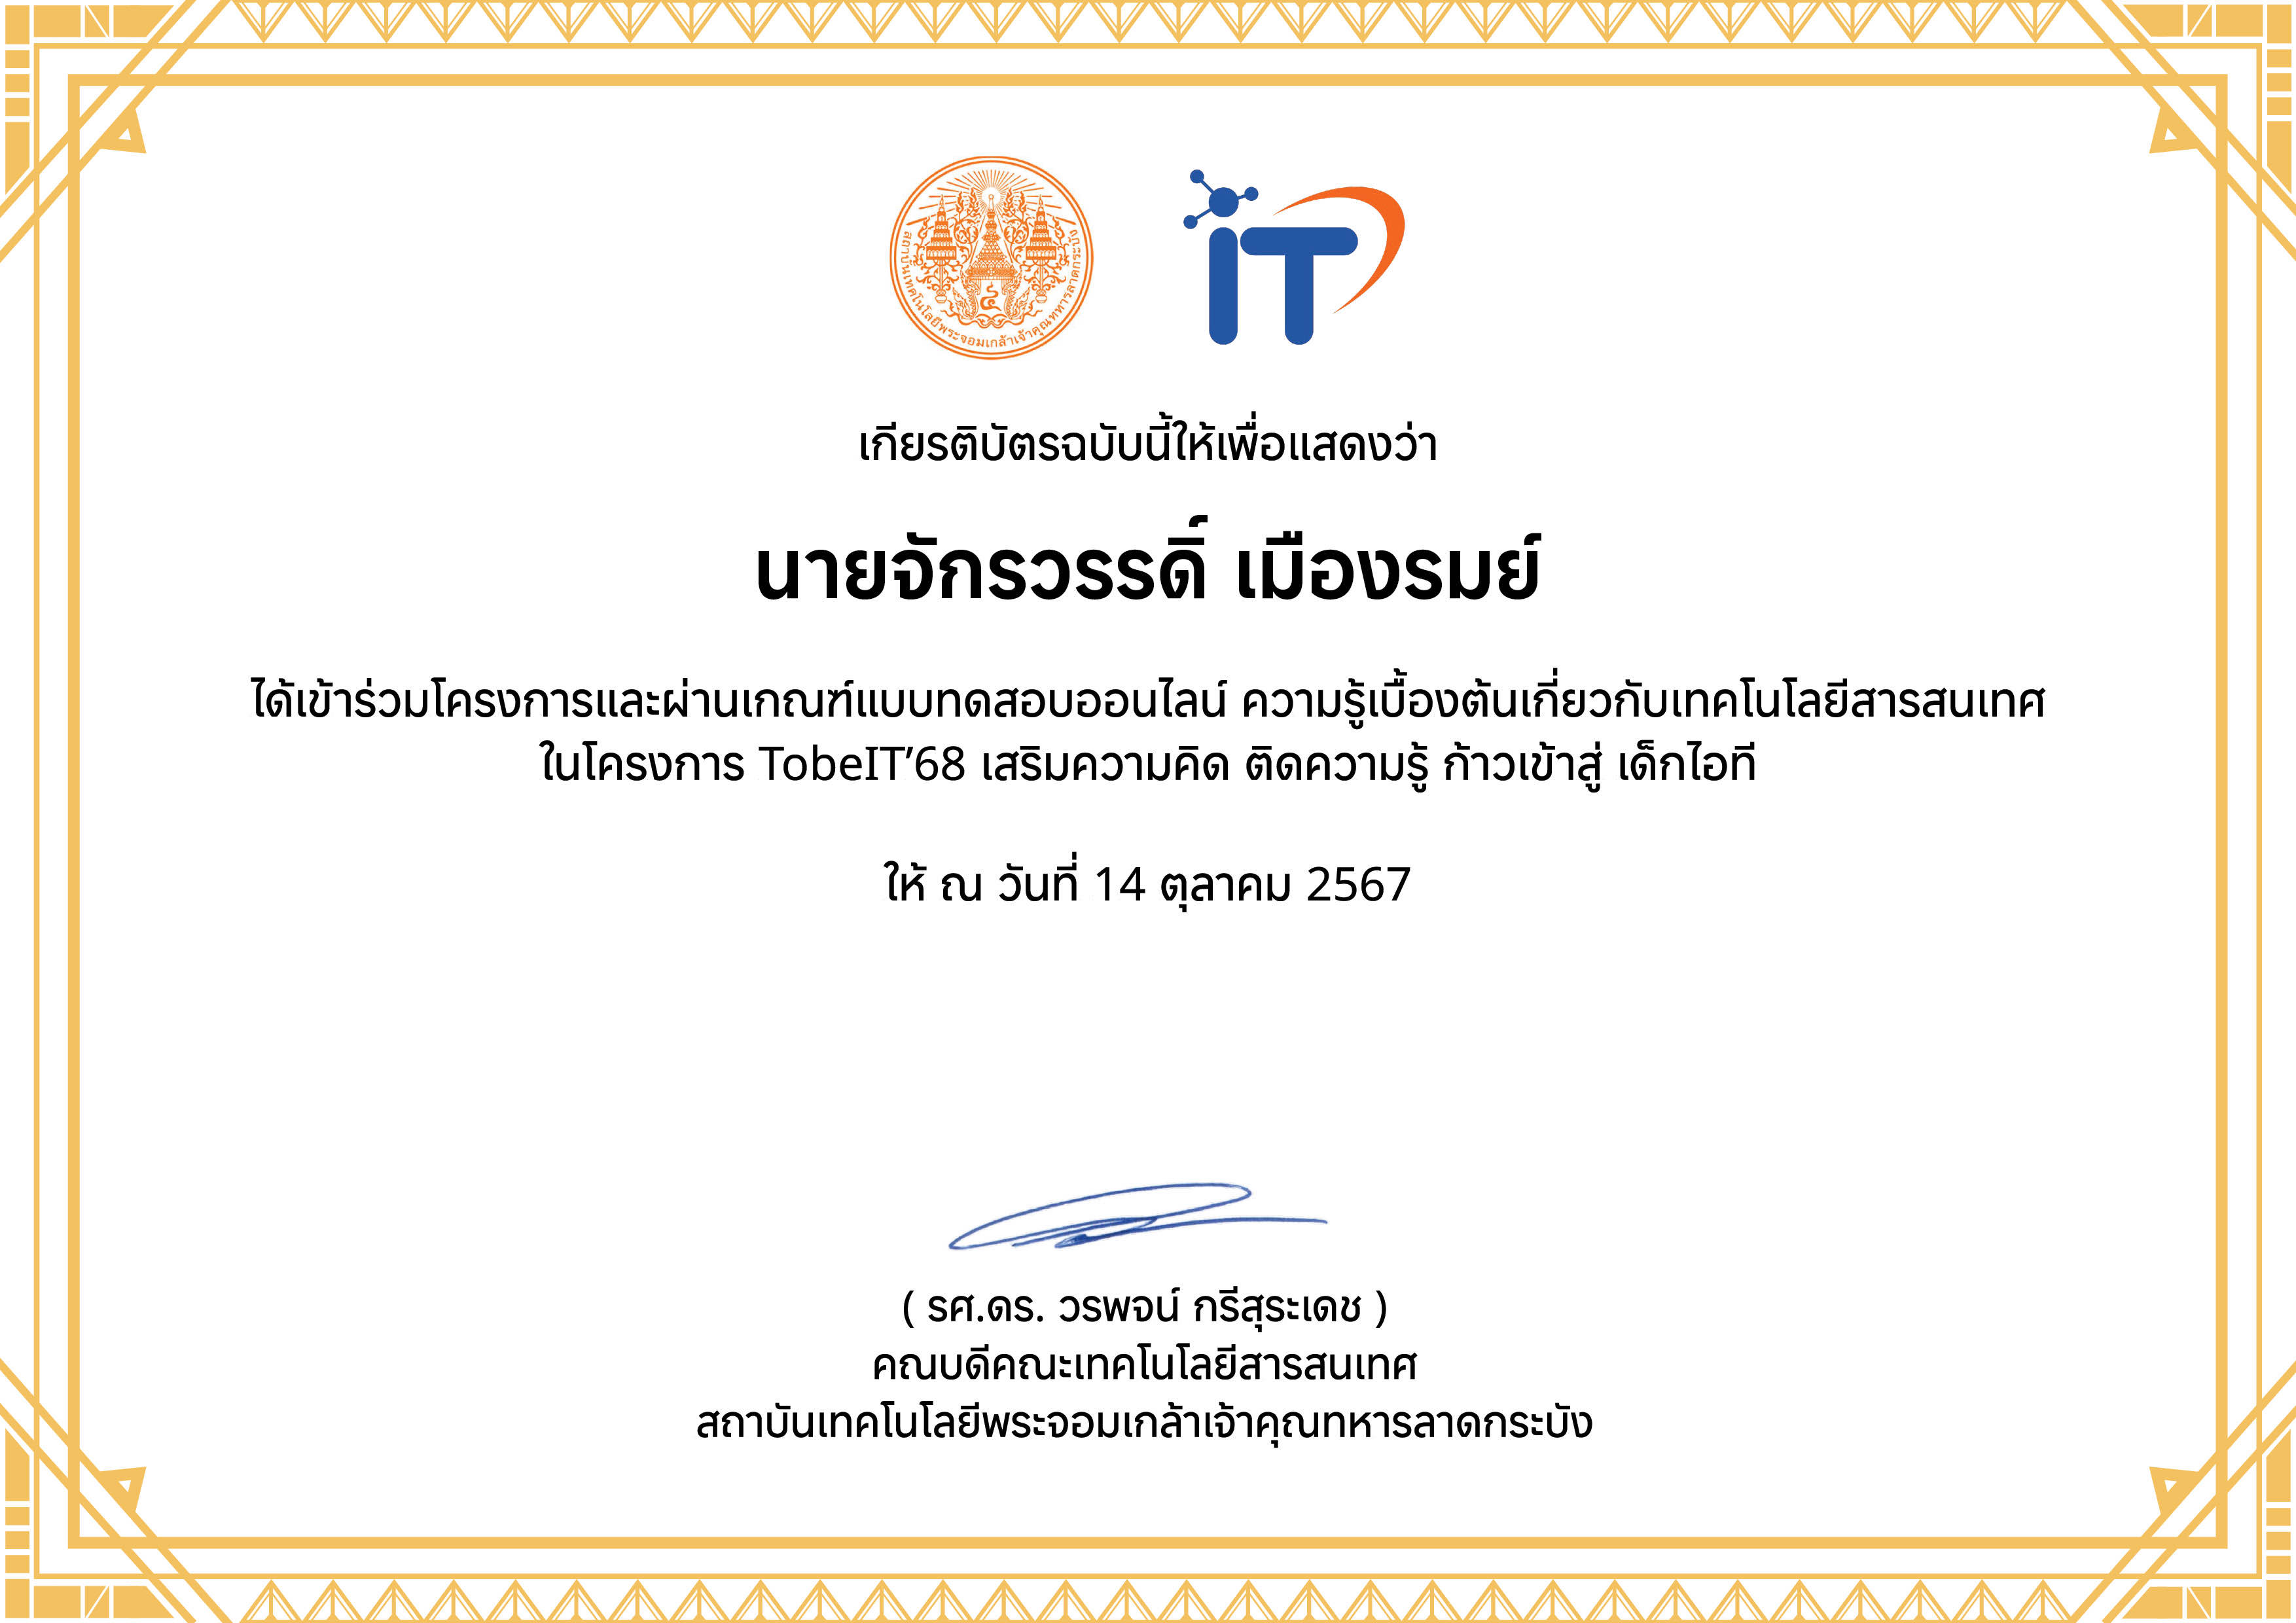 สถาบันเทคโนโลยีพระจอมเกล้าเจ้าคุณทหารลาดกระบัง
IT
เกียรติบัตรฉบับนี้ให้เพื่อแสดงว่า
นายจักรวรรดิ์ เมืองรมย์
ได้เข้าร่วมโครงการและผ่านเกณฑ์แบบทดสอบออนไลน์ ความรู้เบื้องต้นเกี่ยวกับเทคโนโลยีสารสนเทศ
ในโครงการ TobeIT’68 เสริมความคิด ติดความรู้ ก้าวเข้าสู่ เด็กไอที
ให้ ณ วันที่ 14 ตุลาคม 2567
( รศ.ดร. วรพจน์ กรีสุระเดช )
คณบดีคณะเทคโนโลยีสารสนเทศ
สถาบันเทคโนโลยีพระจอมเกล้าเจ้าคุณทหารลาดกระบัง